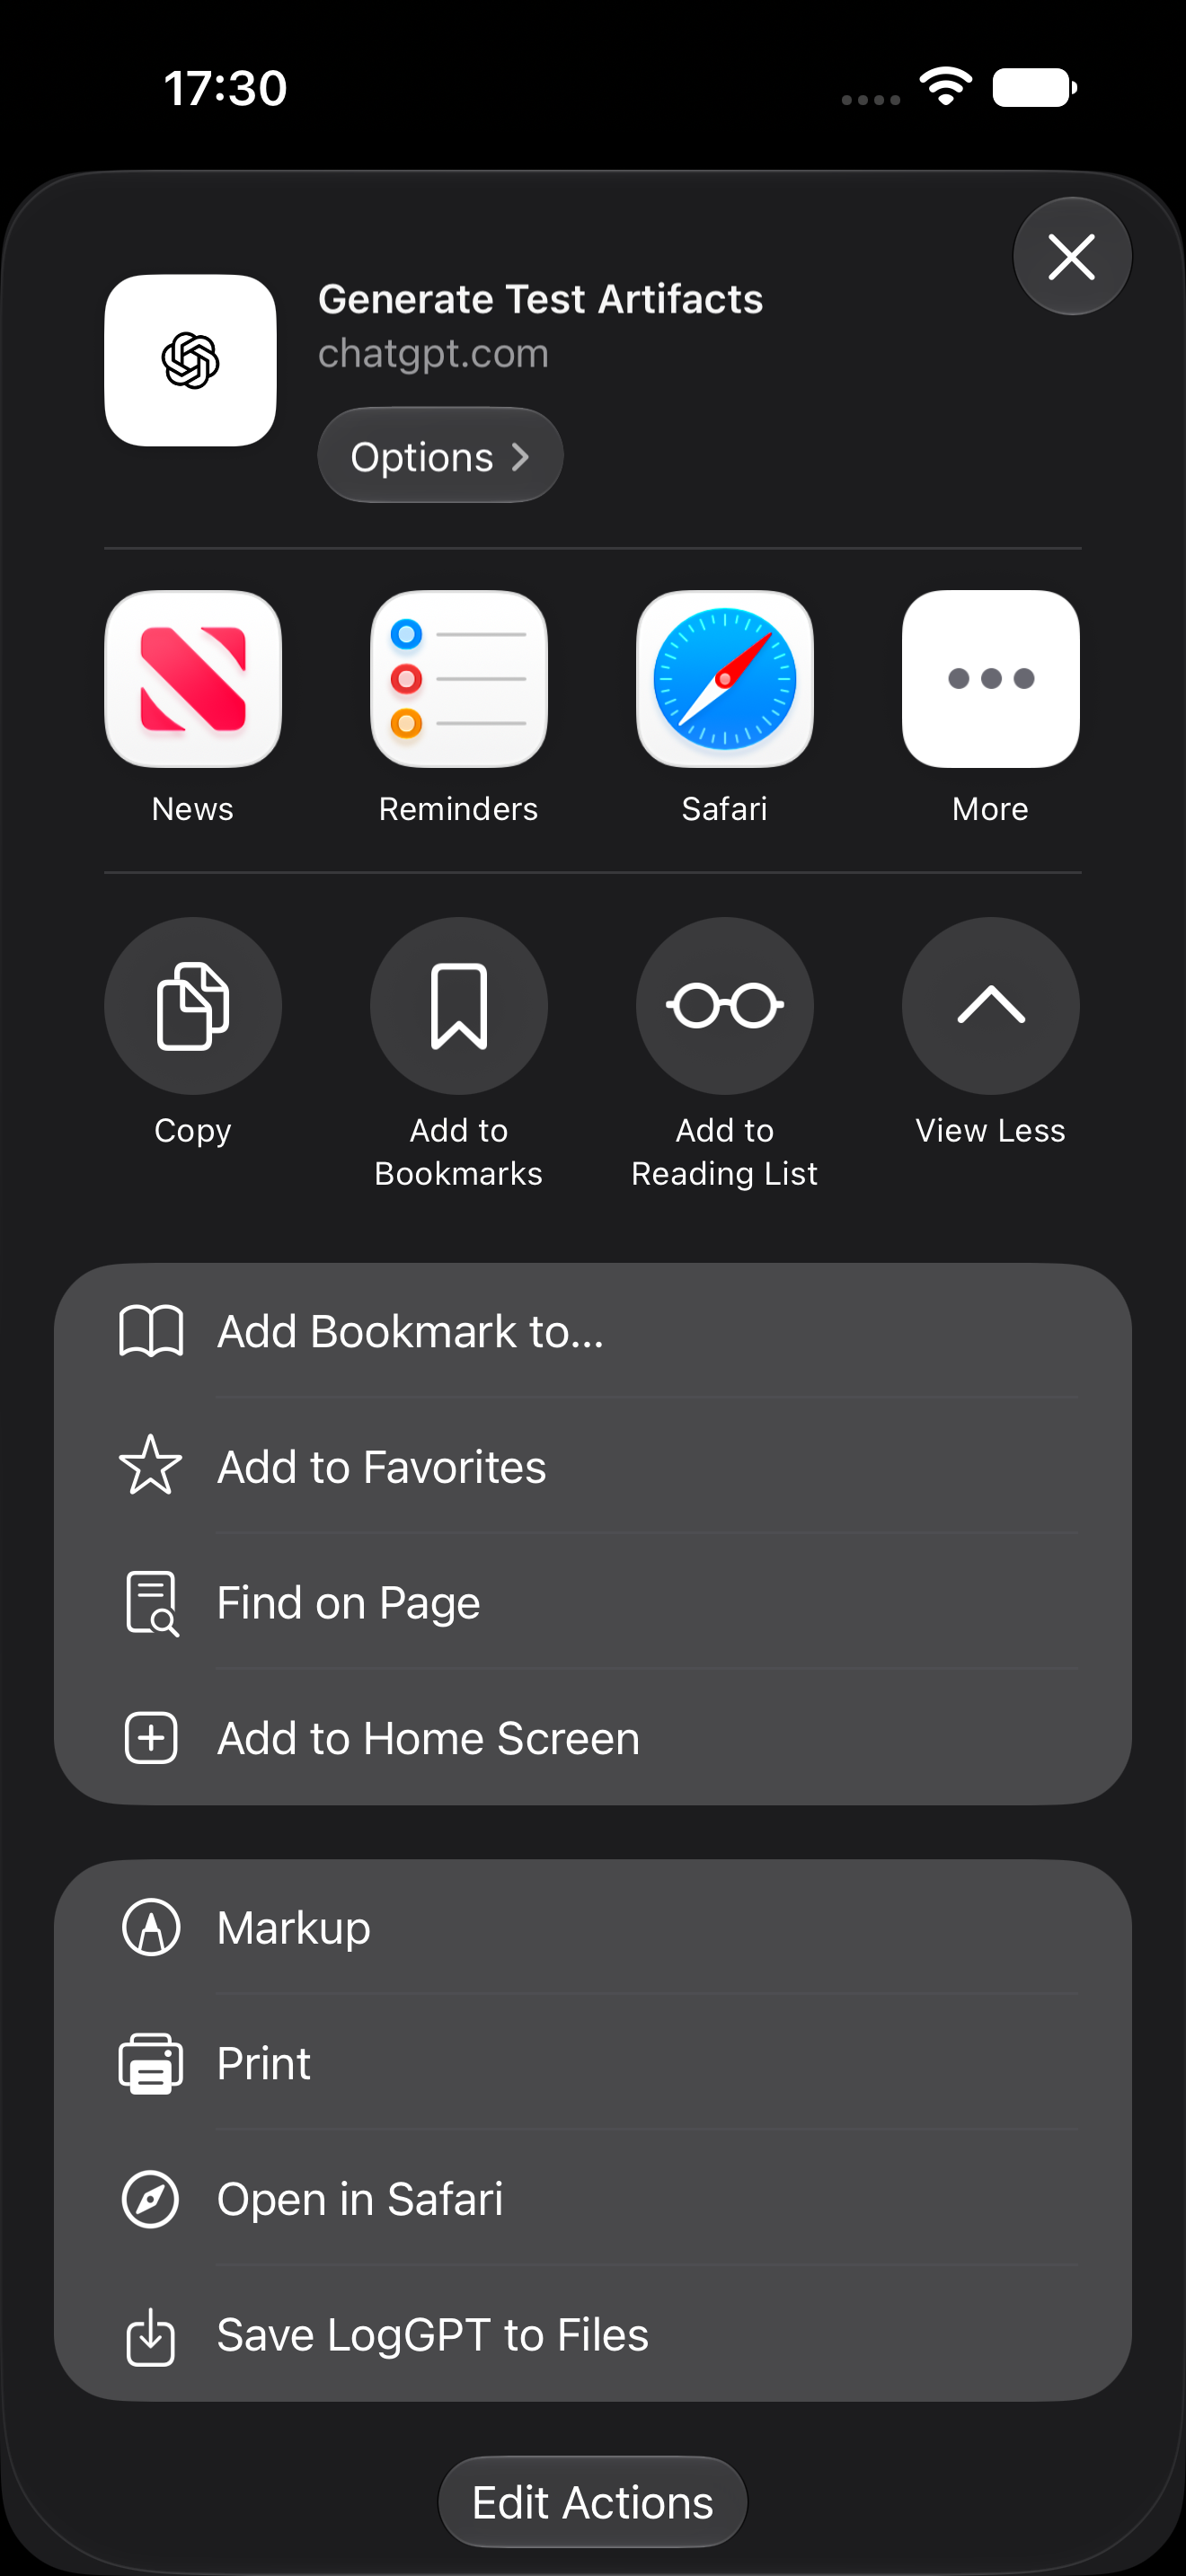 17:30
Generate Test Artifacts
chatgpt.com
Options
News
Reminders
Safari
More
Copy
Add to
Bookmarks
Add to
Reading List
View Less
Add Bookmark to...
Add to Favorites
Find on Page
Add to Home Screen
Markup
Print
Open in Safari
Save LogGPT to Files
Edit Actions